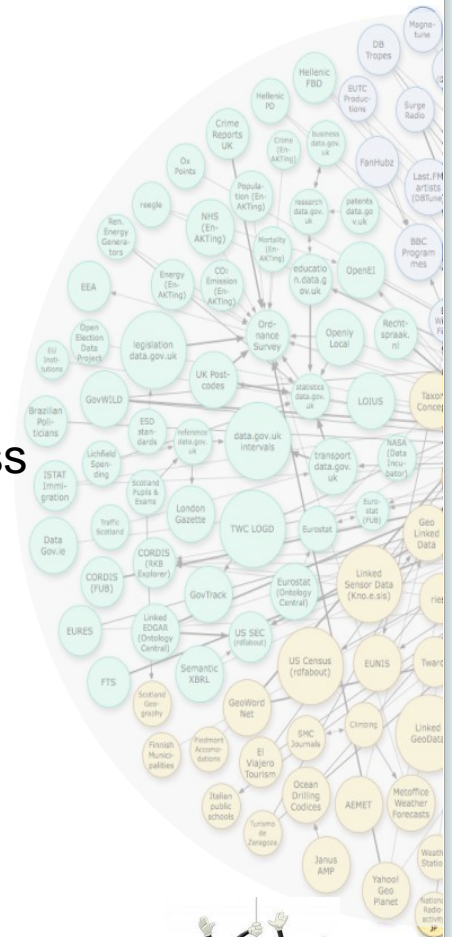 Magna-
tune
DB
Tropes
Hellenic
FBD
EUTC
Produc-
tions
Hellenic
PD
Surge
Radio
Crime
Reports
UK
Crime
(En-
AKTing)
business
data.gov.
uk
FanHubz
Ox
Points
Last.FM
artists
(DBTune)
Popula-
tion (En-
AKTing)
research
data.gov.
uk
patents
data.go
v.uk
reegle
NHS
(En-
AKTing)
Ren.
Energy
Genera-
tors
Mortality
(En-
AKTing)
BBC
Program
mes
educatio
n.data.g
ov.uk
OpenEI
Energy
(En-
AKTing)
CO2
Emission
(En-
AKTing)
EEA
Ord-
nance
Survey
Openly
Local
Recht-
spraak.
nl
Open
Election
Data
Project
legislation
data.gov.uk
EU
Insti-
tutions
UK Post-
codes
statistics
data.gov.
uk
LOIUS
Taxon
Concep
GovWILD
Brazilian
Poli-
ticians
ESD
stan-
dards
reference
data.gov.
uk
data.gov.uk
intervals
NASA
(Data
Incu-
bator)
ss
Lichfield
Spen-
ding
transport
data.gov.
uk
ISTAT
Immi-
gration
Scotland
Pupils &
Exams
London
Gazette
TWC LOGD
Euro-
stat
(FUB)
Traffic
Scotland
Eurostat
Geo
Linked
Data
Data
Gov.ie
CORDIS
(RKB
Explorer)
CORDIS
(FUB)
GovTrack
Eurostat
(Ontology
Central)
Linked
Sensor Data
(Kno.e.sis)
ries
EURES
Linked
EDGAR
(Ontology
Central)
US SEC
(rdfabout)
US Census
(rdfabout)
EUNIS
Twarq
FTS
Semantic
XBRL
Scotland
Geo-
graphy
GeoWord
Net
Climbing
Linked
GeoData
Finnish
Munici-
palities
Piedmont
Accomo-
dations
SMC
Journals
El
Viajero
Tourism
Italian
public
schools
Ocean
Drilling
Codices
AEMET
Metoffice
Weather
Forecasts
Turismo
de
Zaragoza
Janus
AMP
Weath
Statio
Yahoo!
Geo
Planet
National
Radio-
activity
JP